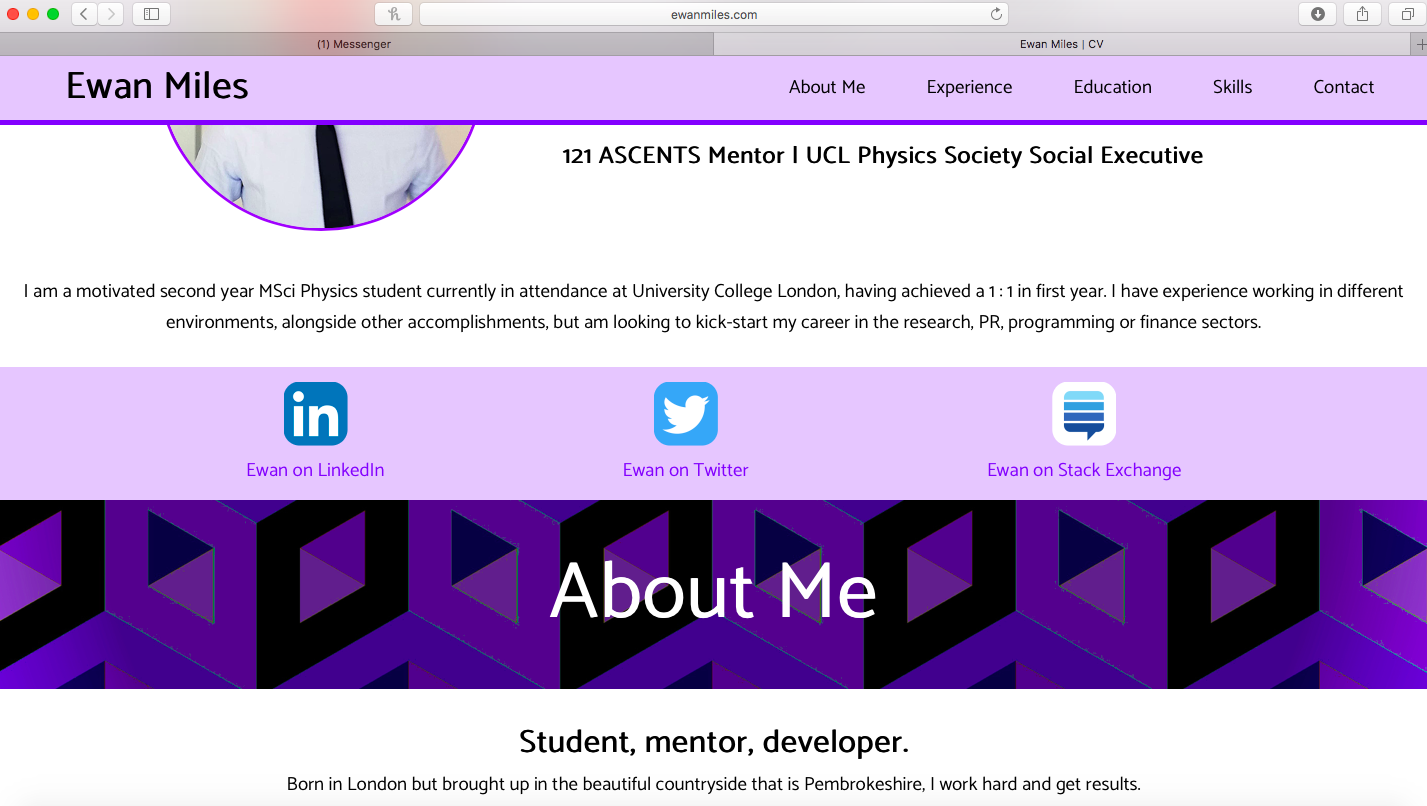 ewanmiles.com
(1) Messenger
Ewan Miles | CV
Ewan Miles
About Me
Experience
Education
Skills
Contact
121 ASCENTS Mentor | UCL Physics Society Social Executive
I am a motivated second year MSci Physics student currently in attendance at University College London, having achieved a 1 : 1 in first year. I have experience working in different
environments, alongside other accomplishments, but am looking to kick-start my career in the research, PR, programming or finance sectors.
in
Ewan on LinkedIn
Ewan on Twitter
Ewan on Stack Exchange
About Me
Student, mentor, developer.
Born in London but brought up in the beautiful countryside that is Pembrokeshire, I work hard and get results.